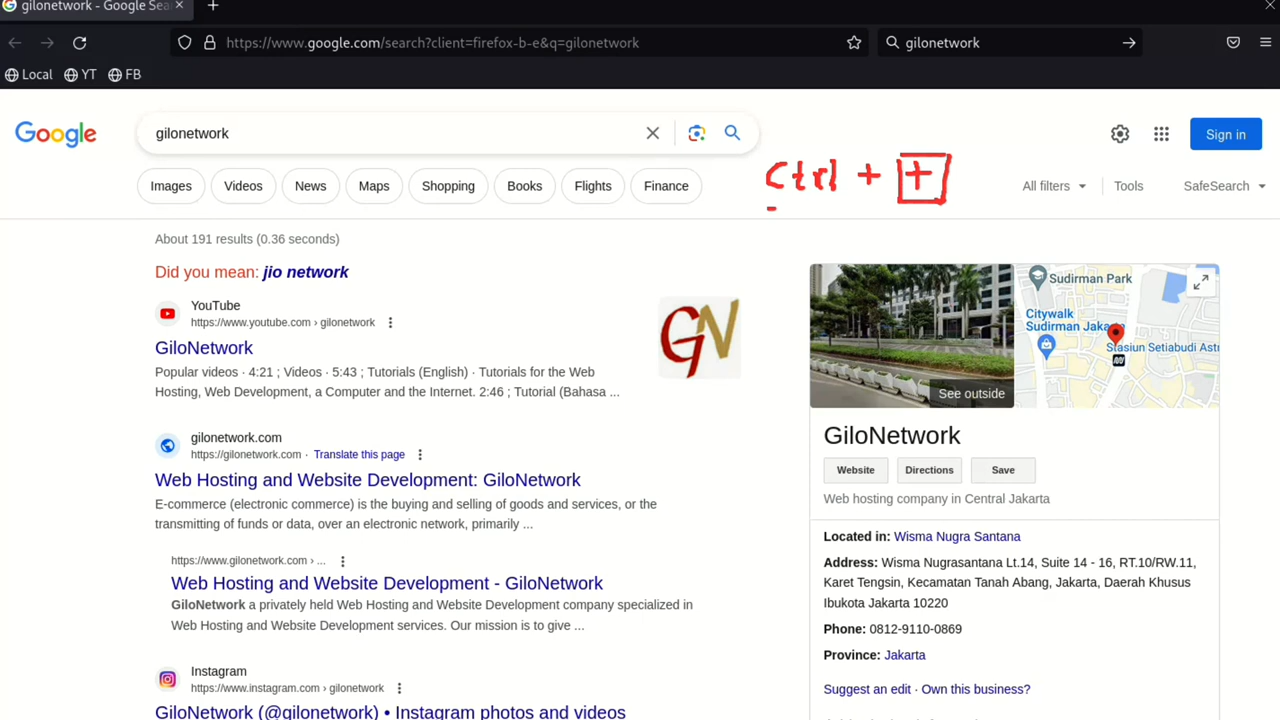 gilonetwork - Google Sea
https://www.google.com/search?client=firefox-b-e&q=gilonetwork
gilonetwork
Local
YT
FB
Google
gilonetwork
Sign in
Images
Videos
News
Maps
Shopping
Books
Flights
Finance
Ctrl + +
All filters
Tools
SafeSearch
About 191 results (0.36 seconds)
Did you mean: jio network
YouTube
https://www.youtube.com › gilonetwork
GiloNetwork
Popular videos · 4:21 ; Videos · 5:43 ; Tutorials (English) · Tutorials for the Web
Hosting, Web Development, a Computer and the Internet. 2:46 ; Tutorial (Bahasa ...
GN
gilonetwork.com
https://gilonetwork.com · Translate this page
Web Hosting and Website Development: GiloNetwork
E-commerce (electronic commerce) is the buying and selling of goods and services, or the
transmitting of funds or data, over an electronic network, primarily ...
https://www.gilonetwork.com › ...
Web Hosting and Website Development - GiloNetwork
GiloNetwork a privately held Web Hosting and Website Development company specialized in
Web Hosting and Website Development services. Our mission is to give ...
Instagram
https://www.instagram.com › gilonetwork
GiloNetwork (@gilonetwork) • Instagram photos and videos
See outside
Sudirman Park
Citywalk
Sudirman Jaka
Stasiun Setiabudi Ast
GiloNetwork
Website
Directions
Save
Web hosting company in Central Jakarta
Located in: Wisma Nugra Santana
Address: Wisma Nugrasantana Lt.14, Suite 14 - 16, RT.10/RW.11,
Karet Tengsin, Kecamatan Tanah Abang, Jakarta, Daerah Khusus
Ibukota Jakarta 10220
Phone: 0812-9110-0869
Province: Jakarta
Suggest an edit · Own this business?